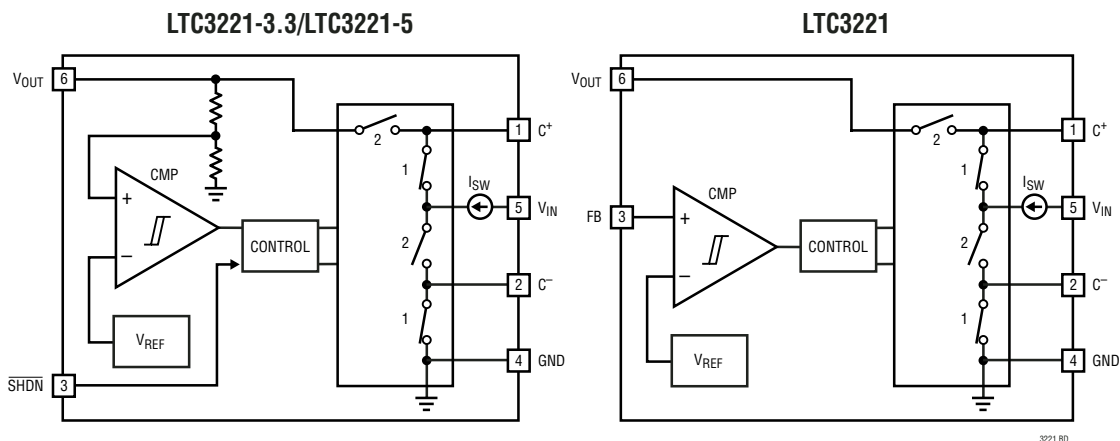 LTC3221-3.3/LTC3221-5
VOUT 6
CMP
+
–
CONTROL
VREF
SHDN 3
2
1
2
1
ISW
1 C+
5 VIN
2 C–
4 GND
LTC3221
VOUT 6
FB 3
CMP
+
–
CONTROL
VREF
2
1
2
1
ISW
1 C+
5 VIN
2 C–
4 GND
3221 BD